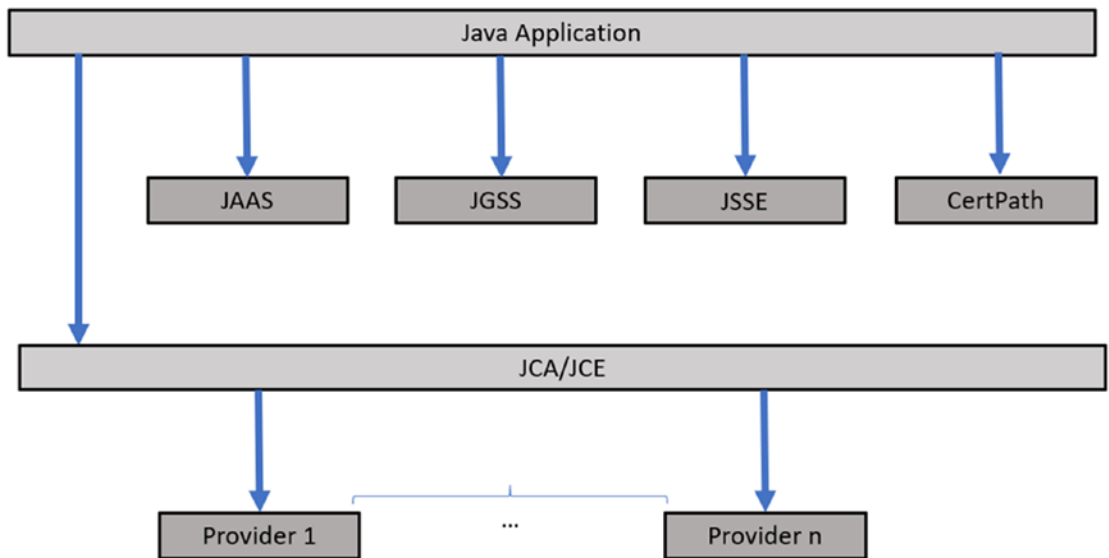 Java Application
JAAS
JGSS
JSSE
CertPath
JCA/JCE
Provider 1
...
Provider n